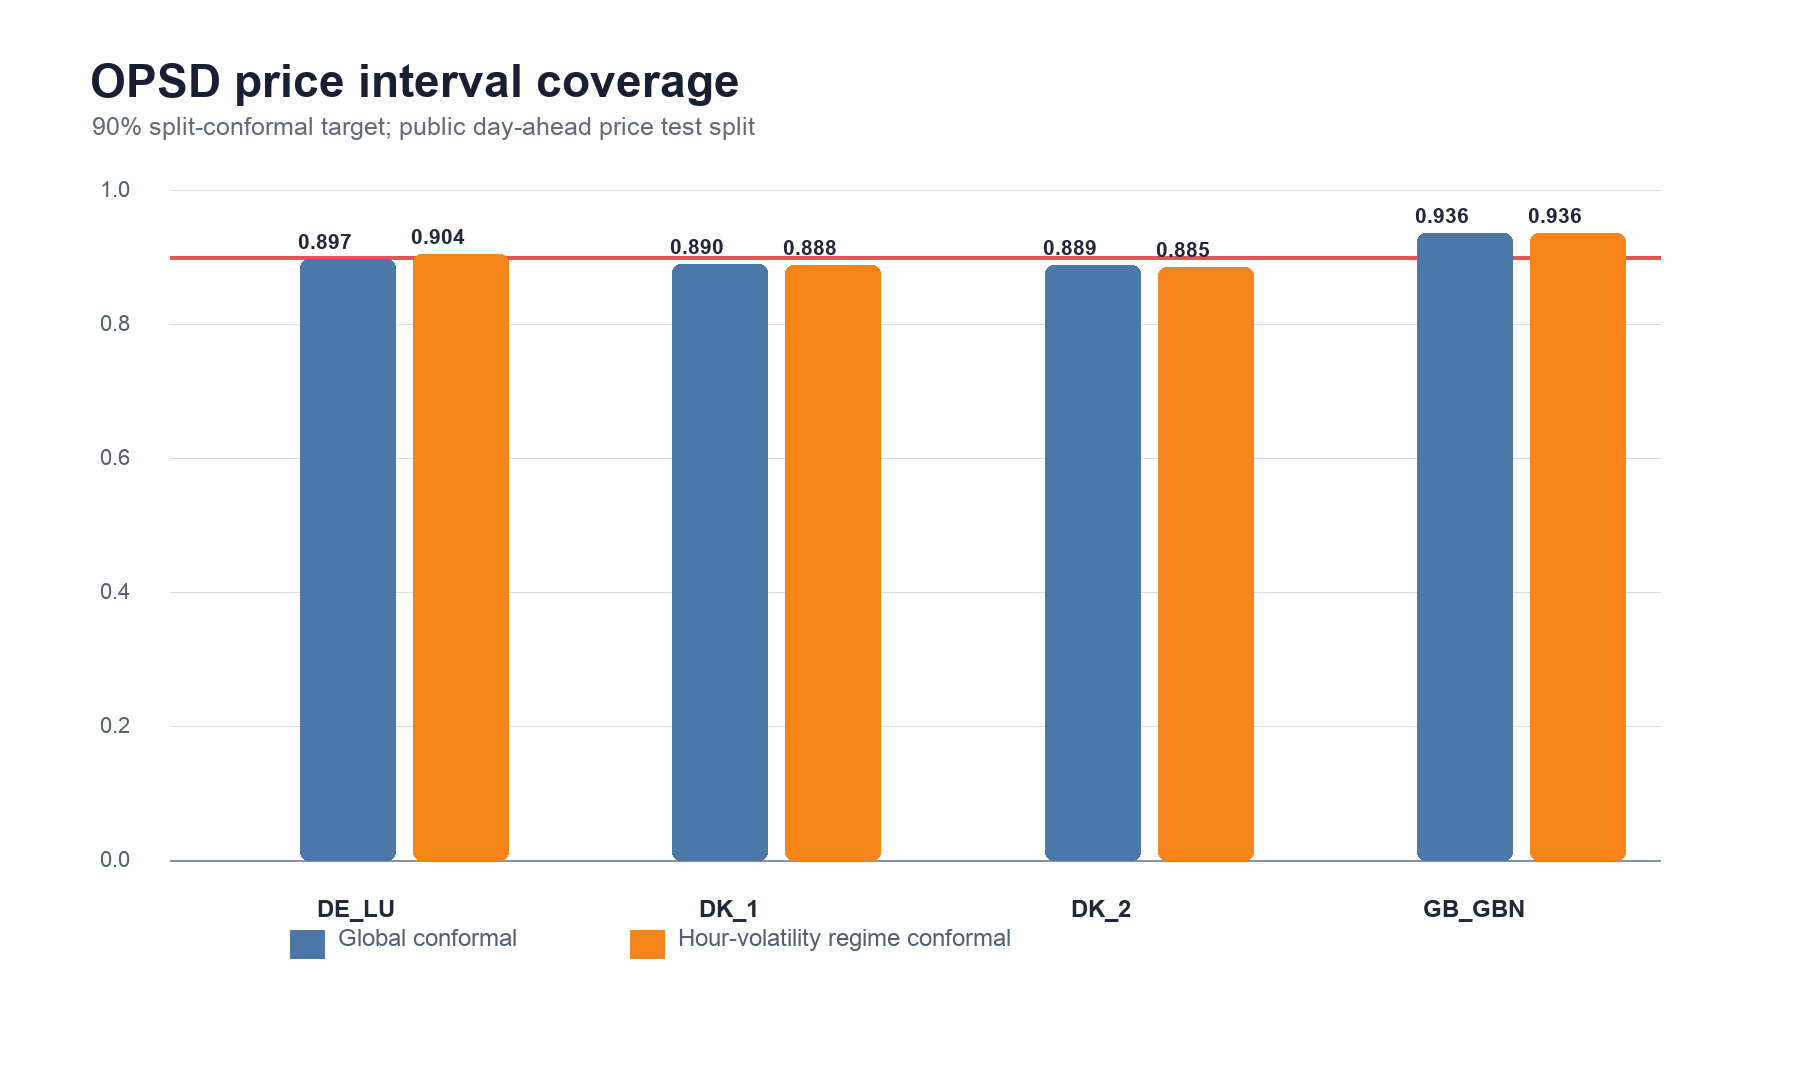 OPSD price interval coverage
90% split-conformal target; public day-ahead price test split
1.0
0.8
0.6
0.4
0.2
0.0
0.897
0.904
0.890
0.888
0.889
0.885
0.936
0.936
DE_LU
DK_1
DK_2
GB_GBN
Global conformal
Hour-volatility regime conformal